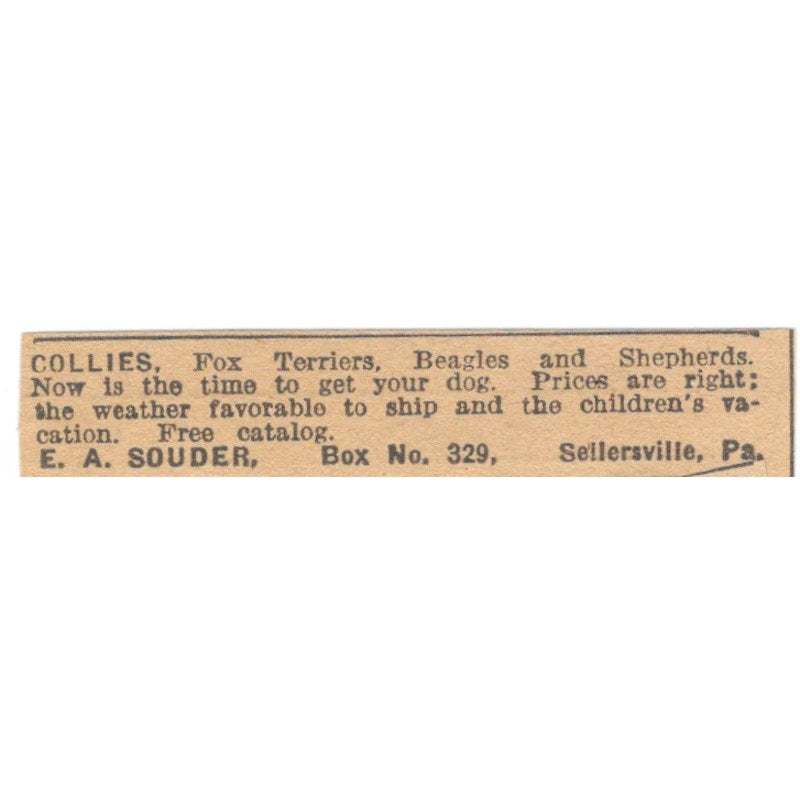 COLLIES, Fox Terriers, Beagles and Shepherds.
Now is the time to get your dog. Prices are right;
the weather favorable to ship and the children's va-
cation. Free catalog.
E. A. SOUDER, Box No. 329, Sellersville, Pa.